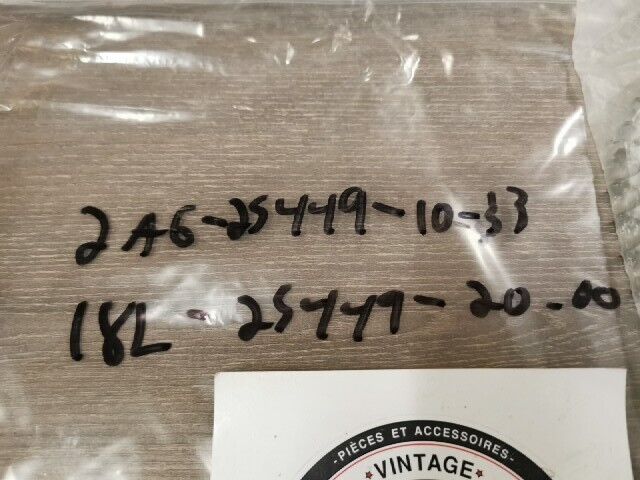 2A6-25449-10-33
18L-25449-20-00
-PIÈCES ET ACCESSOIRES-
VINTAGE